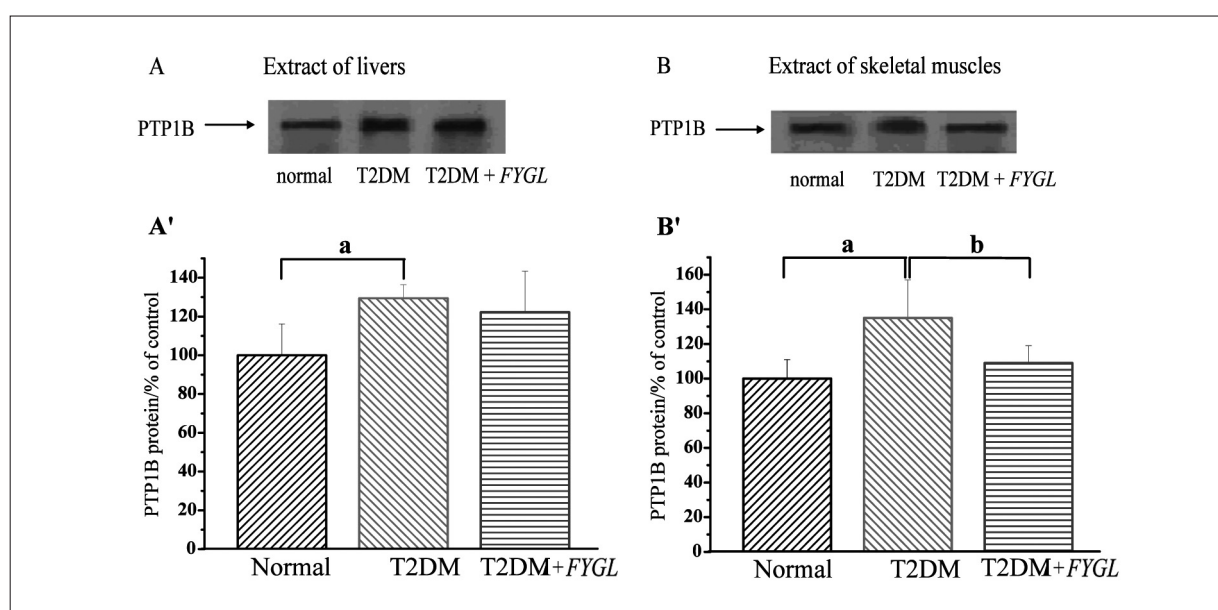 A Extract of livers
PTP1B
normal T2DM T2DM + FYGL
B Extract of skeletal muscles
PTP1B
normal T2DM T2DM + FYGL
A'
a
PTP1B protein/% of control
140
120
100
80
60
40
20
0
Normal T2DM T2DM+FYGL
B'
a b
PTP1B protein/% of control
160
140
120
100
80
60
40
20
0
Normal T2DM T2DM+FYGL